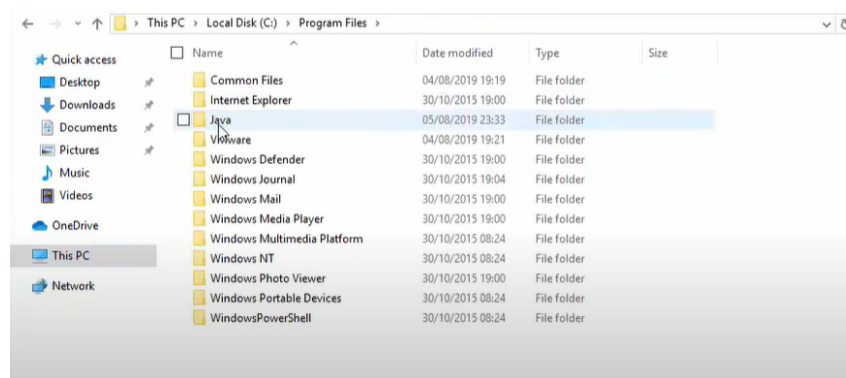 This PC > Local Disk (C:) > Program Files >
Quick access
Desktop
Downloads
Documents
Pictures
Music
Videos
OneDrive
This PC
Network
Name Date modified Type Size
Common Files 04/08/2019 19:19 File folder
Internet Explorer 30/10/2015 19:00 File folder
Java 05/08/2019 23:33 File folder
VMware 04/08/2019 19:21 File folder
Windows Defender 30/10/2015 19:00 File folder
Windows Journal 30/10/2015 19:04 File folder
Windows Mail 30/10/2015 19:00 File folder
Windows Media Player 30/10/2015 19:00 File folder
Windows Multimedia Platform 30/10/2015 08:24 File folder
Windows NT 30/10/2015 08:24 File folder
Windows Photo Viewer 30/10/2015 19:00 File folder
Windows Portable Devices 30/10/2015 08:24 File folder
WindowsPowerShell 30/10/2015 08:24 File folder